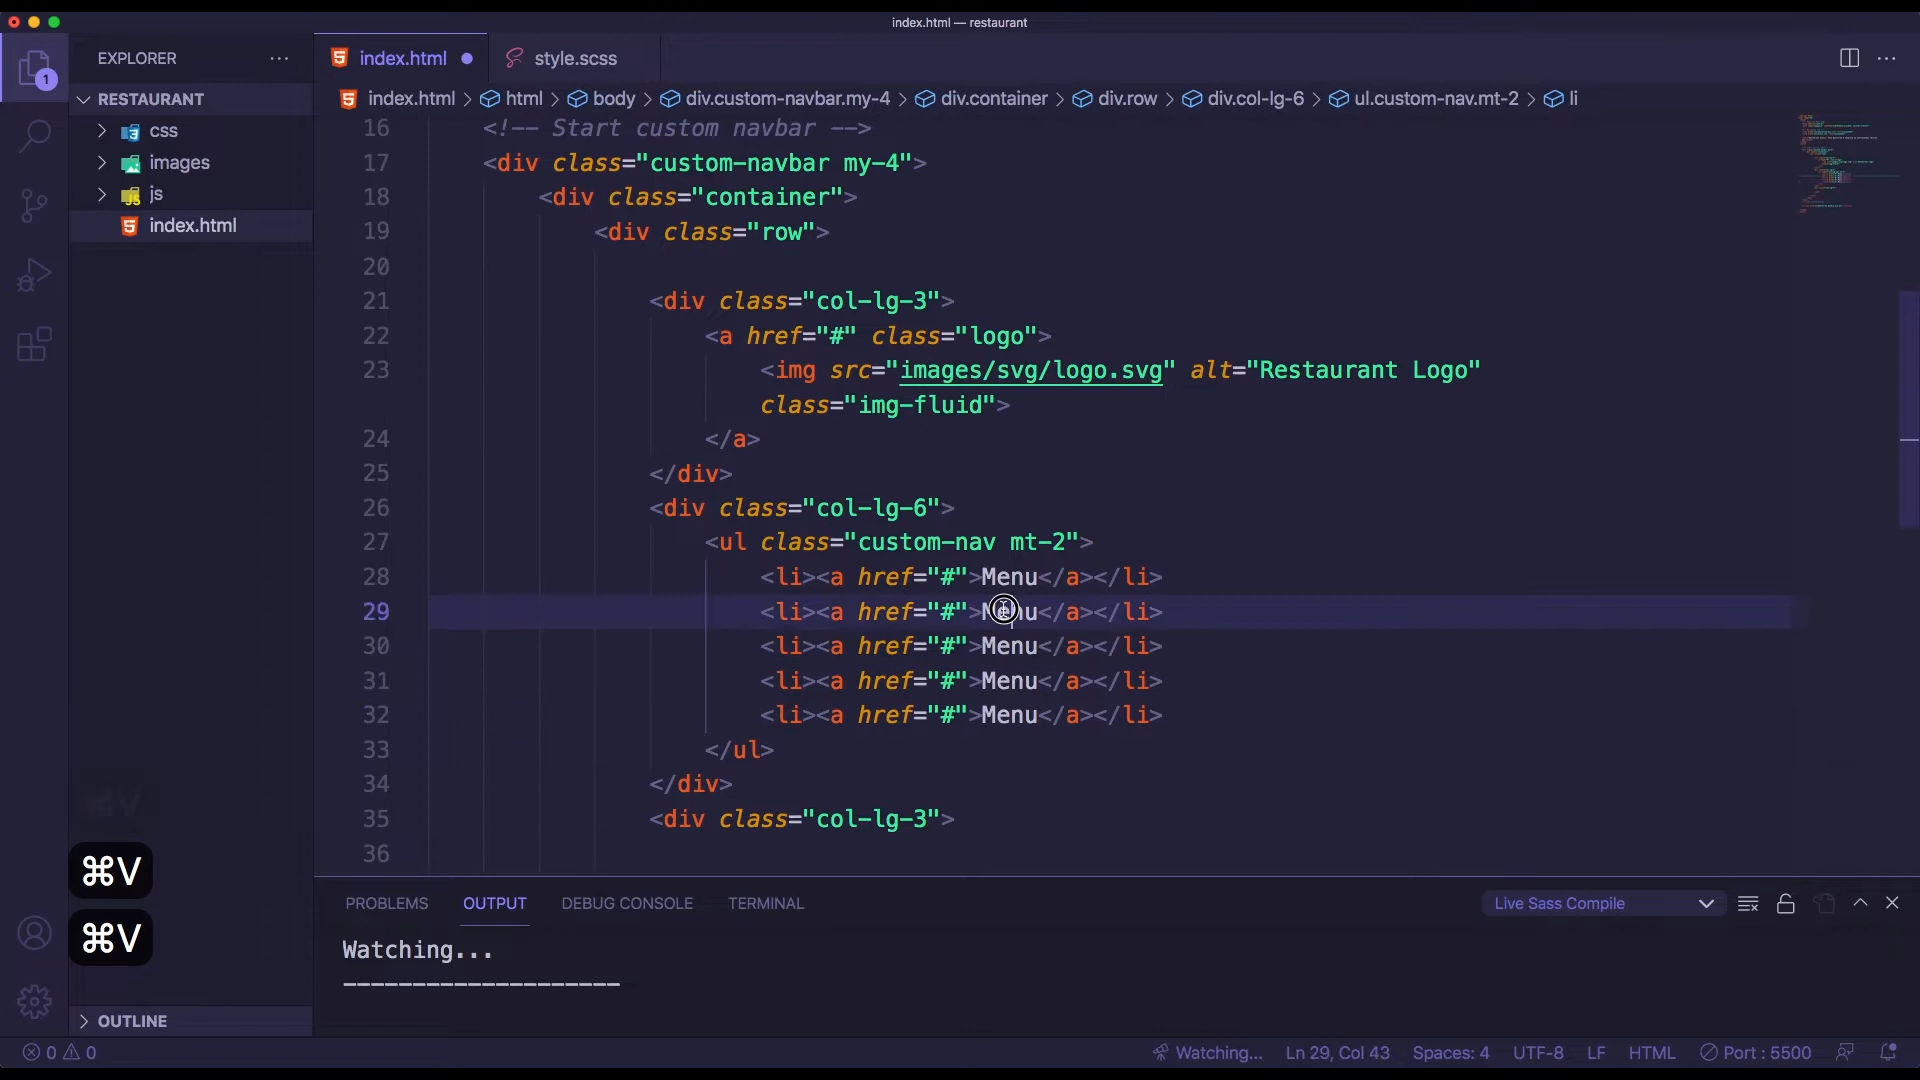 index.html — restaurant
EXPLORER
index.html
style.scss
1
RESTAURANT
index.html > html > body > div.custom-navbar.my-4 > div.container > div.row > div.col-lg-6 > ul.custom-nav.mt-2 > li
css
images
js
index.html
16 <!-- Start custom navbar -->
17 <div class="custom-navbar my-4">
18 <div class="container">
19 <div class="row">
20
21 <div class="col-lg-3">
22 <a href="#" class="logo">
23 <img src="images/svg/logo.svg" alt="Restaurant Logo"
class="img-fluid">
24 </a>
25 </div>
26 <div class="col-lg-6">
27 <ul class="custom-nav mt-2">
28 <li><a href="#">Menu</a></li>
29 <li><a href="#">Menu</a></li>
30 <li><a href="#">Menu</a></li>
31 <li><a href="#">Menu</a></li>
32 <li><a href="#">Menu</a></li>
33 </ul>
34 </div>
35 <div class="col-lg-3">
36
⌘V
⌘V
⌘V
PROBLEMS OUTPUT DEBUG CONSOLE TERMINAL
Live Sass Compile
Watching...
--------------------
OUTLINE
0 0
Watching... Ln 29, Col 43 Spaces: 4 UTF-8 LF HTML Port : 5500